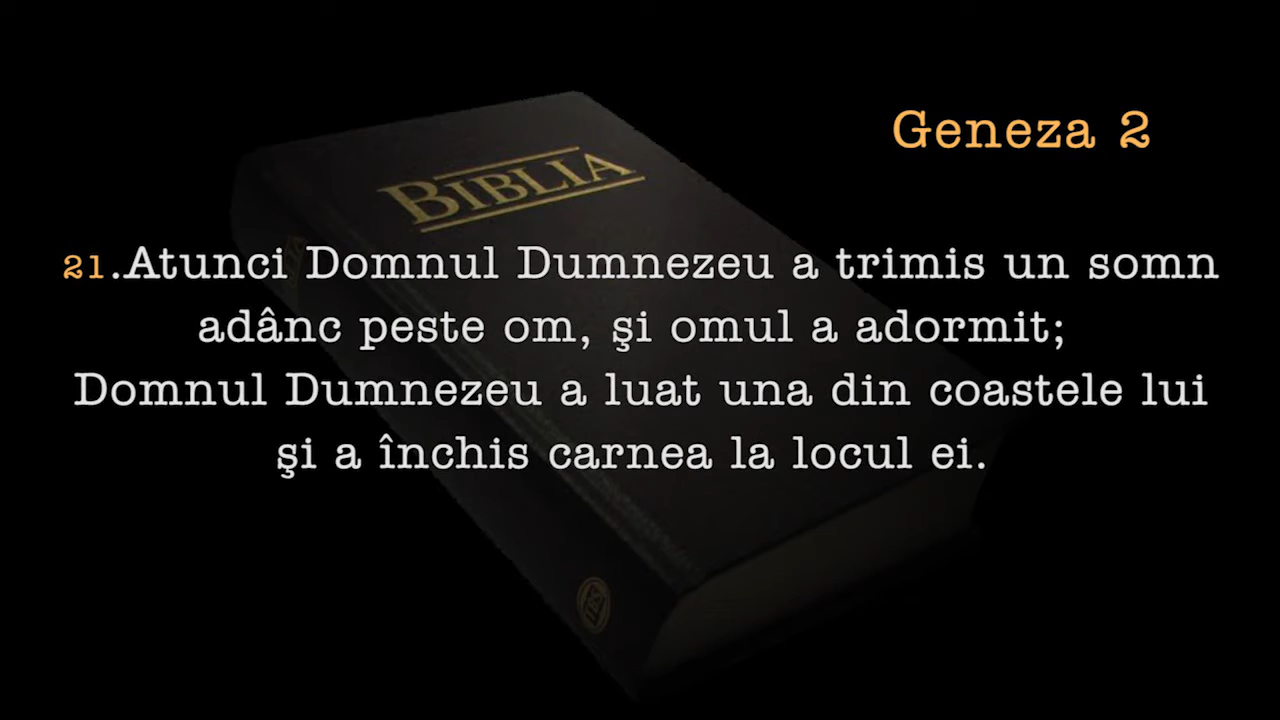 Geneza 2
BIBLIA
21.Atunci Domnul Dumnezeu a trimis un somn
adânc peste om, şi omul a adormit;
Domnul Dumnezeu a luat una din coastele lui
şi a închis carnea la locul ei.